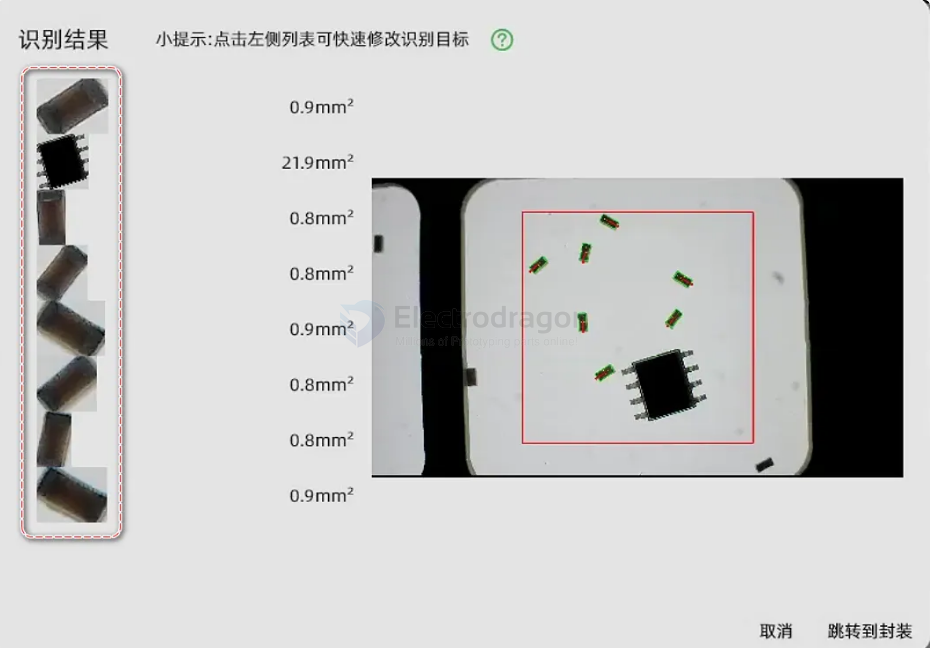 识别结果
小提示:点击左侧列表可快速修改识别目标 ?
0.9mm²
21.9mm²
0.8mm²
0.8mm²
0.9mm²
0.8mm²
0.8mm²
0.9mm²
Electrodragon
of Prototyping
取消
跳转到封装